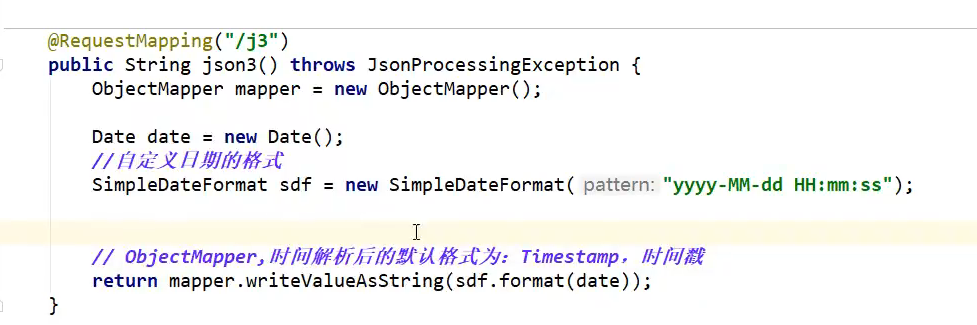 @RequestMapping("/j3")
public String json3() throws JsonProcessingException {
ObjectMapper mapper = new ObjectMapper();
Date date = new Date();
//自定义日期的格式
SimpleDateFormat sdf = new SimpleDateFormat( pattern: "yyyy-MM-dd HH:mm:ss");
// ObjectMapper,时间解析后的默认格式为：Timestamp，时间戳
return mapper.writeValueAsString(sdf.format(date));
}